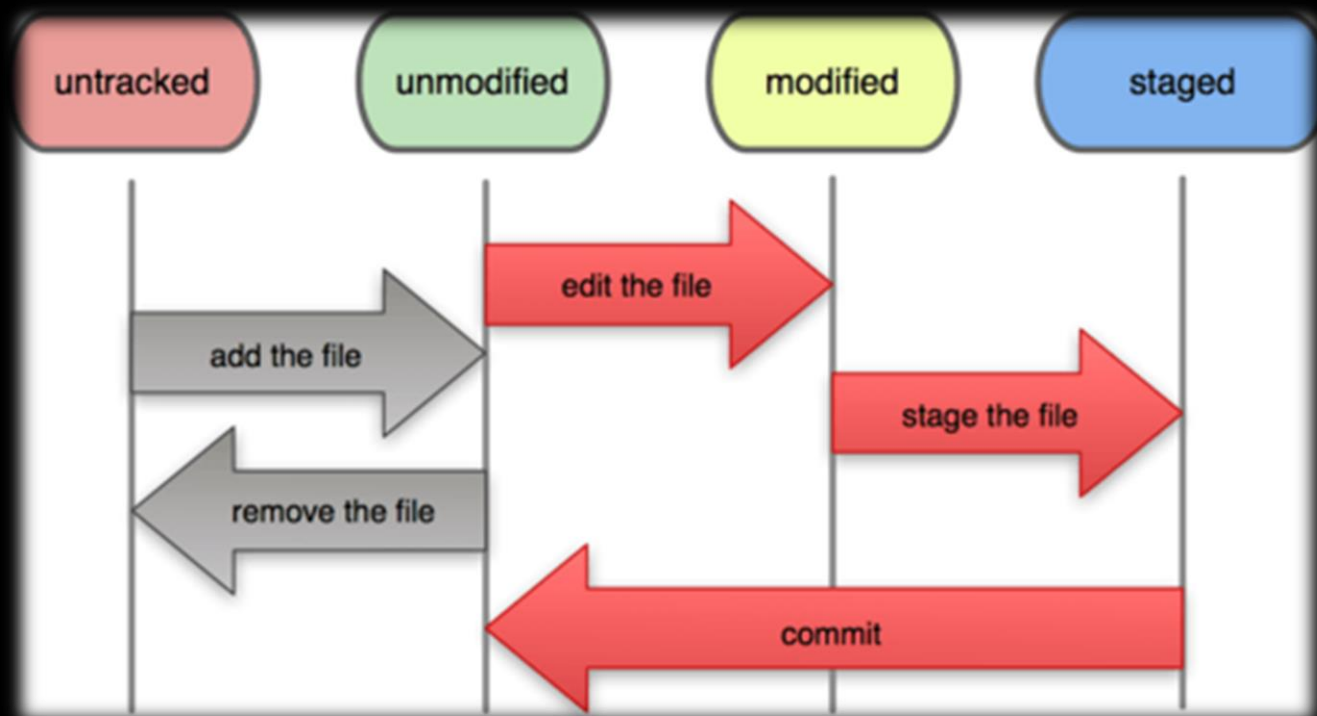 untracked
unmodified
modified
staged
edit the file
add the file
stage the file
remove the file
commit